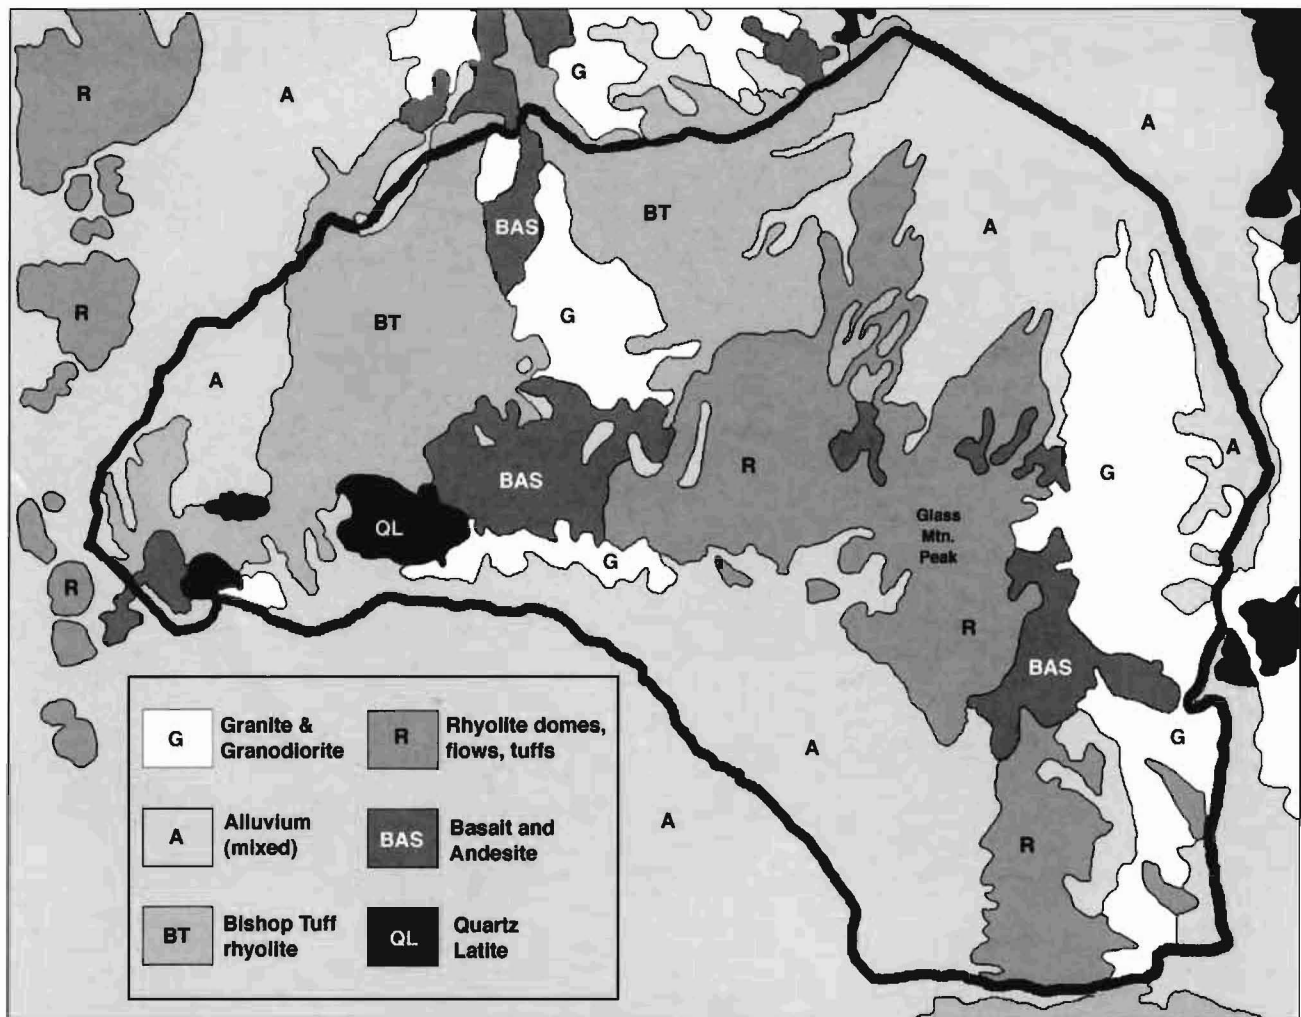 R
A
G
A
BT
A
BAS
R
BT
G
A
G
A
R
BAS
QL
Glass
Mtn.
Peak
G
R
R
BAS
G
Granite &
Granodiorite
R
Rhyolite domes,
flows, tuffs
G
A
A
Alluvium
(mixed)
BAS
Basalt and
Andesite
A
R
BT
Bishop Tuff
rhyolite
QL
Quartz
Latite